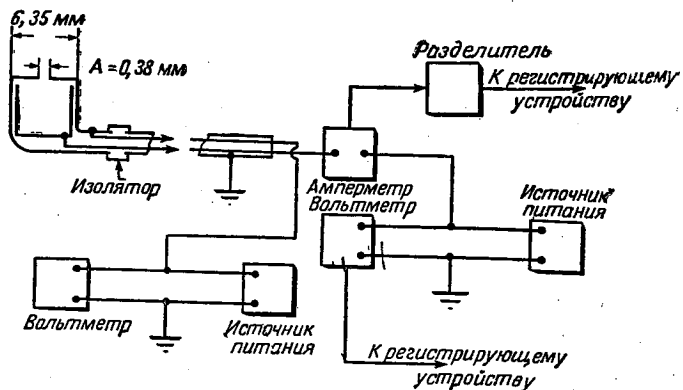 6,35 мм
А = 0,38 мм
Разделитель
К регистрирующему
устройству
Изолятор
Амперметр
Вольтметр
Источник
питания
Вольтметр
Источник
питания
К регистрирующему
устройству